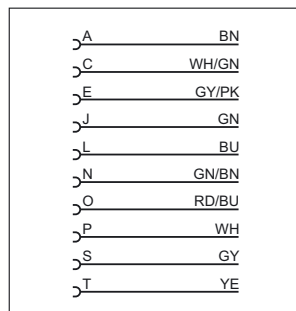 A BN
C WH/GN
E GY/PK
J GN
L BU
N GN/BN
O RD/BU
P WH
S GY
T YE